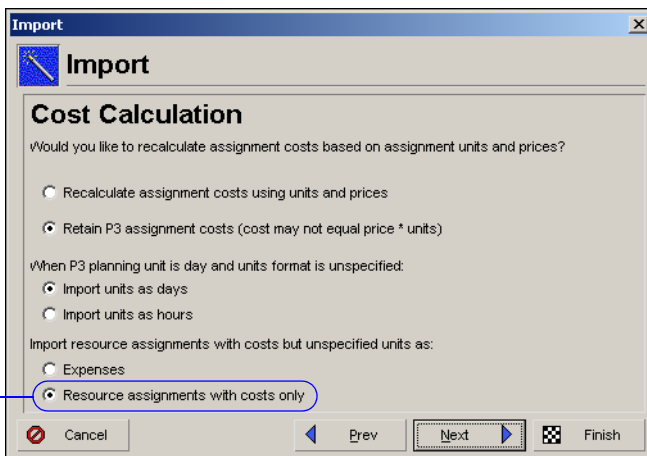 Import
Import
Cost Calculation
Would you like to recalculate assignment costs based on assignment units and prices?
Recalculate assignment costs using units and prices
Retain P3 assignment costs (cost may not equal price * units)
When P3 planning unit is day and units format is unspecified:
Import units as days
Import units as hours
Import resource assignments with costs but unspecified units as:
Expenses
Resource assignments with costs only
Cancel Prev Next Finish